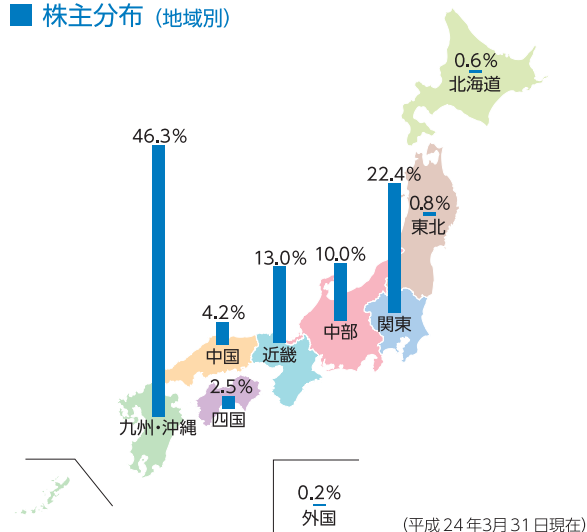 株主分布（地域別）
0.6%
北海道
46.3%
22.4%
0.8%
東北
13.0%
10.0%
4.2%
関東
中部
近畿
中国
2.5%
四国
九州・沖縄
0.2%
外国
(平成24年3月31日現在)